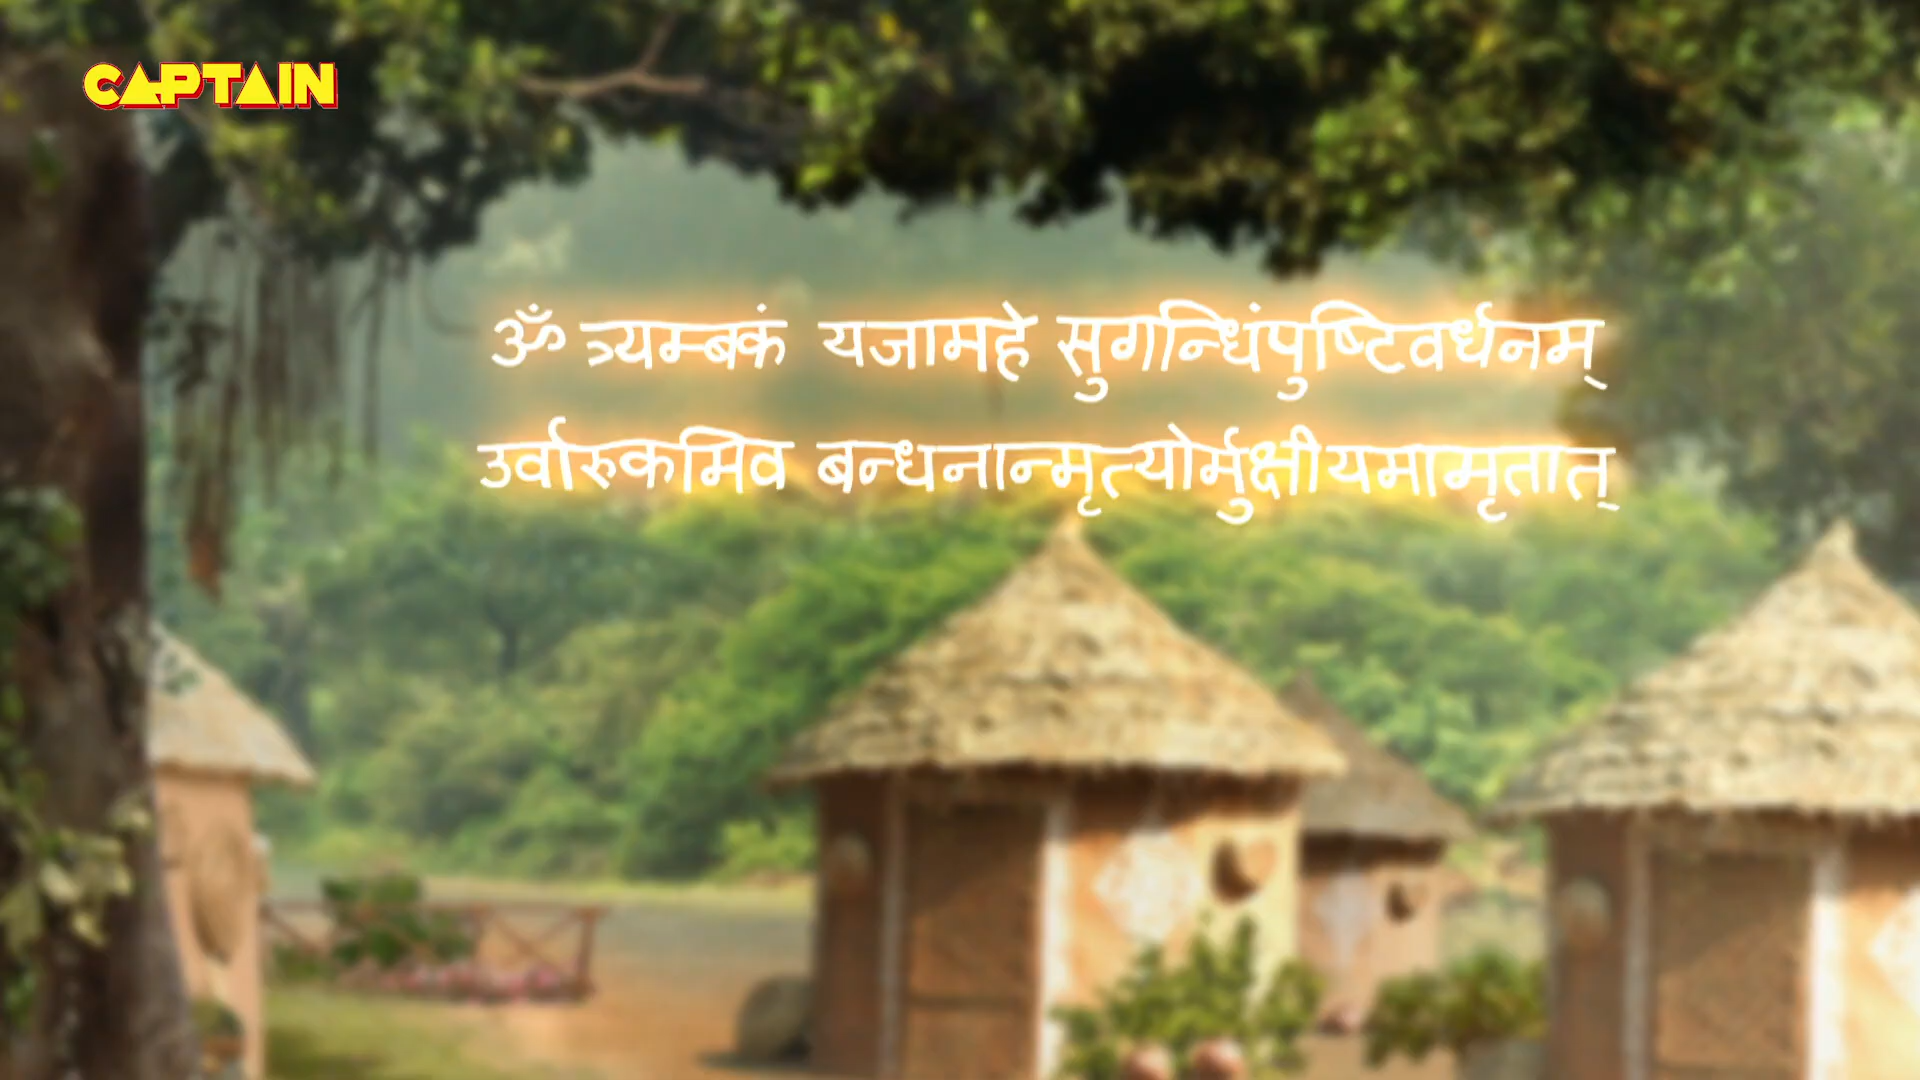 CAPTAIN
ॐ त्र्यम्बकं यजामहे सुगन्धिंपुष्टिवर्धनम्
उर्वारुकमिव बन्धनान्मृत्योर्मुक्षीयमामृतात्